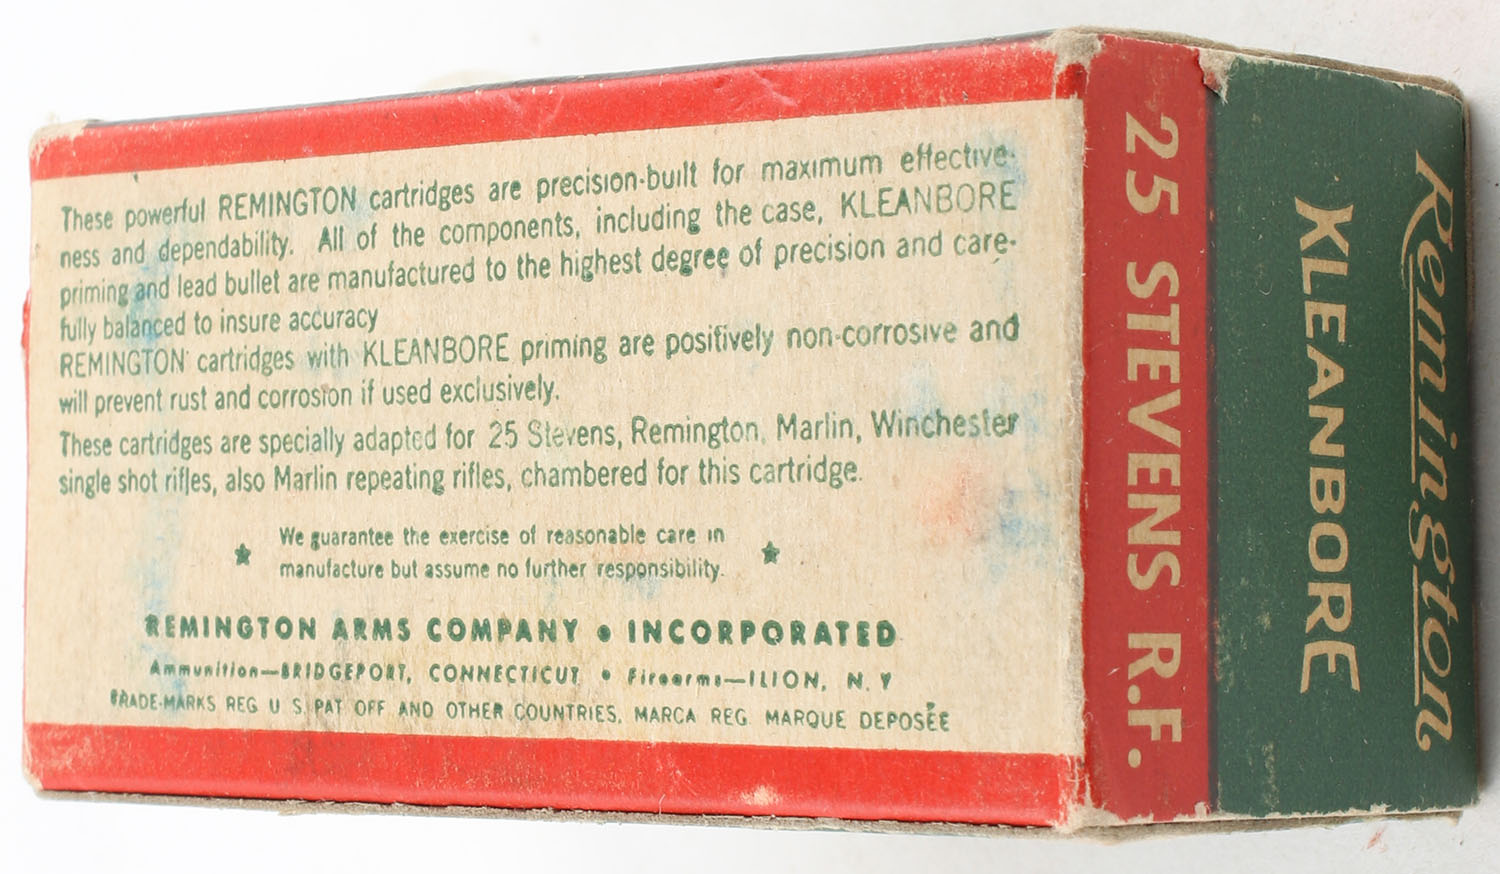 These powerful REMINGTON cartridges are precision-built for maximum effective-
ness and dependability. All of the components, including the case, KLEANBORE
priming and lead bullet are manufactured to the highest degree of precision and care-
fully balanced to insure accuracy
REMINGTON cartridges with KLEANBORE priming are positively non-corrosive and
will prevent rust and corrosion if used exclusively.
These cartridges are specially adapted for 25 Stevens, Remington, Marlin, Winchester
single shot rifles, also Marlin repeating rifles, chambered for this cartridge.
We guarantee the exercise of reasonable care in
manufacture but assume no further responsibility.
REMINGTON ARMS COMPANY • INCORPORATED
Ammunition—BRIDGEPORT, CONNECTICUT • Firearms—ILION, N. Y
TRADE-MARKS REG U S. PAT OFF AND OTHER COUNTRIES, MARCA REG MARQUE DEPOSÉE
25 STEVENS R.F.
KLEANBORE
Remington